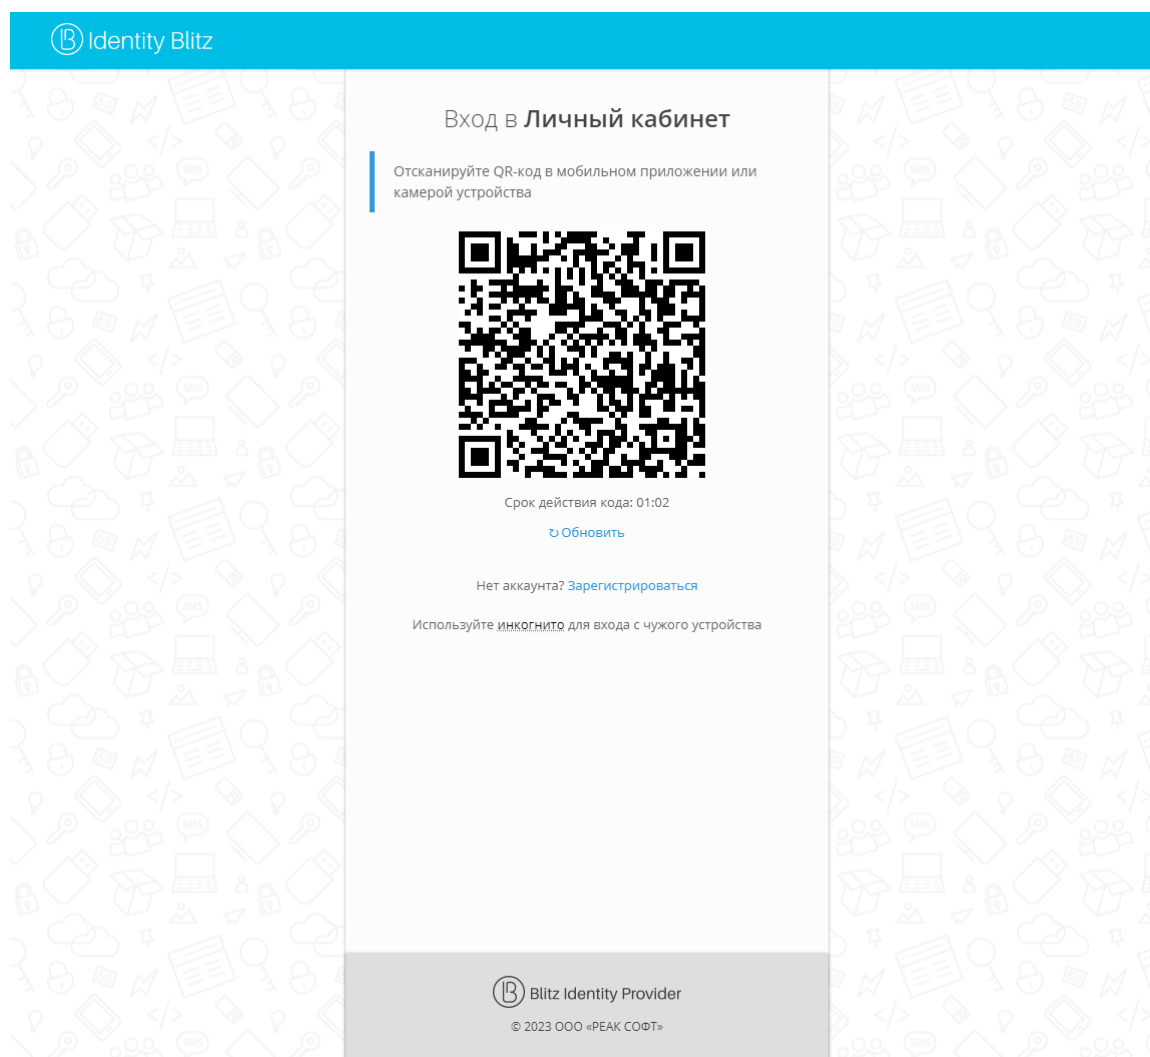 Identity Blitz
Вход в Личный кабинет
Отсканируйте QR-код в мобильном приложении или
камерой устройства
Срок действия кода: 01:02
↻ Обновить
Нет аккаунта? Зарегистрироваться
Используйте инкогнито для входа с чужого устройства
Blitz Identity Provider
© 2023 ООО «РЕАК СОФТ»